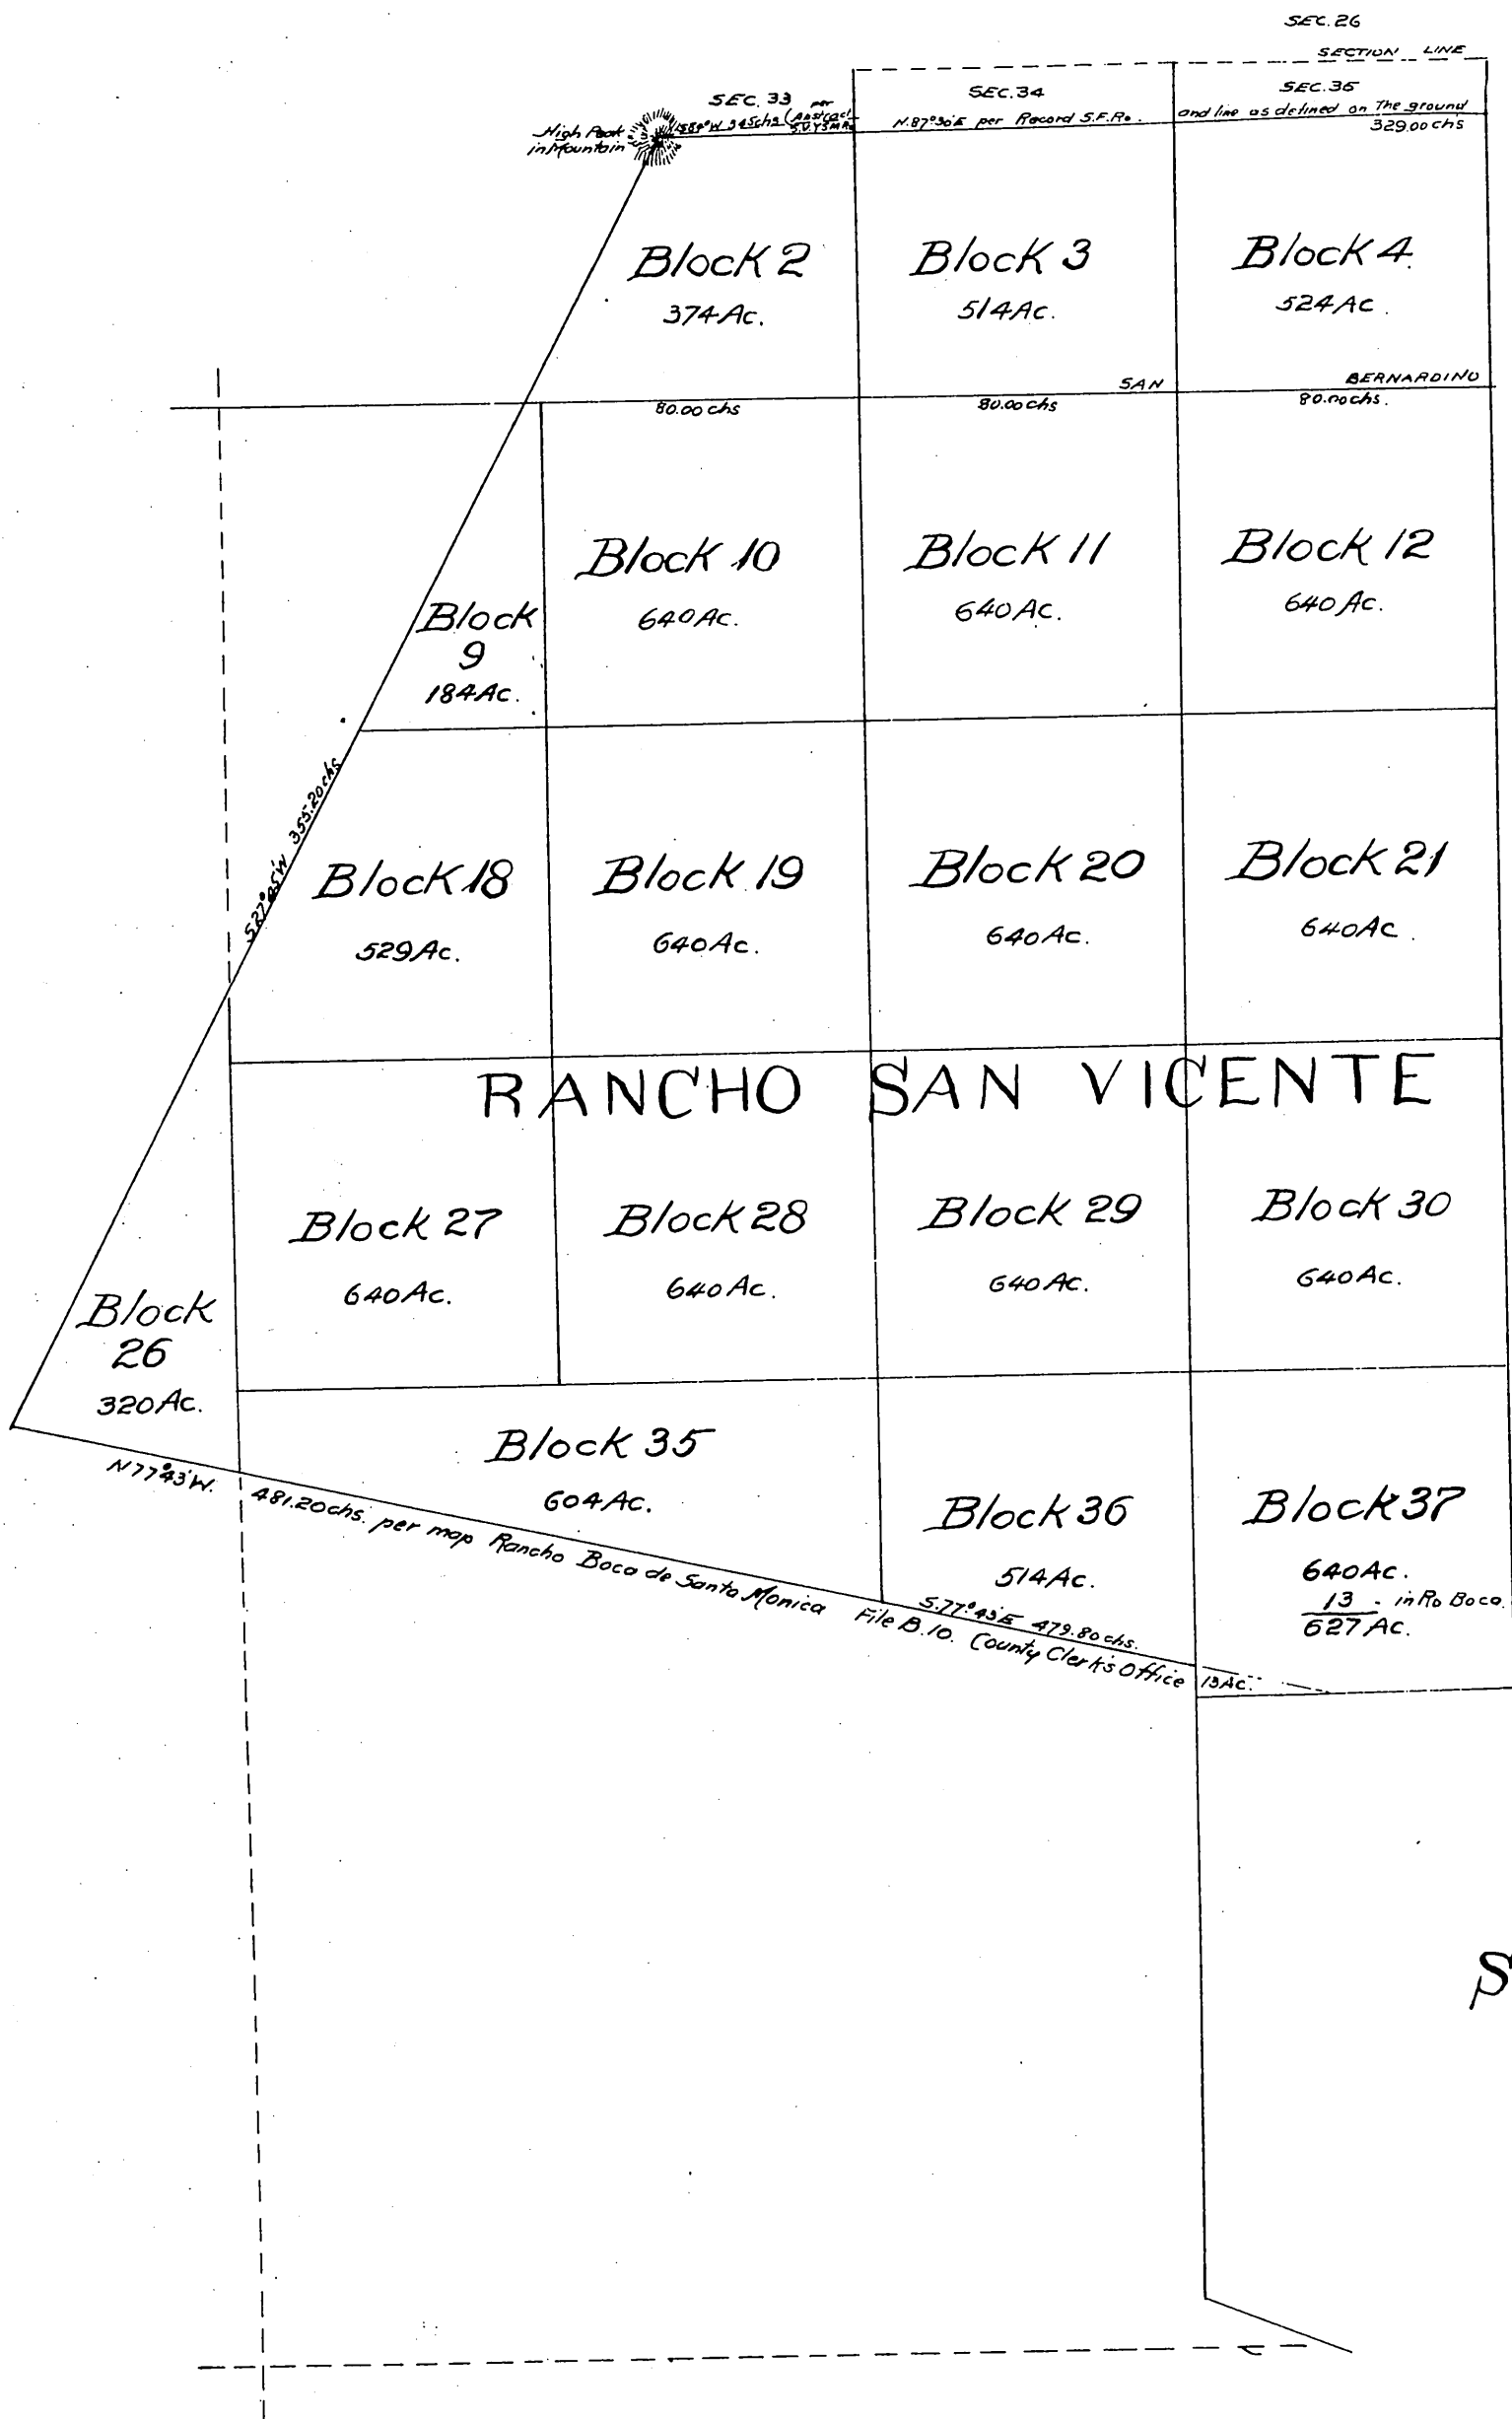 SEC. 26
SECTION LINE
SEC. 33 per
SEC. 34
SEC. 35
High Peak
in Mountain
N.87°30'E per Record S.F.Ro.
and line as defined on The ground
329.00 chs
Block 2
374 Ac.
Block 3
514 Ac.
Block 4
524 Ac.
SAN BERNARDINO
80.00 chs
80.00 chs
80.00 chs.
Block 9
184 Ac.
Block 10
640 Ac.
Block 11
640 Ac.
Block 12
640 Ac.
355.20 chs
Block 18
529 Ac.
Block 19
640 Ac.
Block 20
640 Ac.
Block 21
640 Ac.
RANCHO SAN VICENTE
Block
26
320 Ac.
Block 27
640 Ac.
Block 28
640 Ac.
Block 29
640 Ac.
Block 30
640 Ac.
Block 35
604 Ac.
Block 36
514 Ac.
Block 37
640 Ac.
13 - in Ro Boca.
627 Ac.
N77°43'W. 481.20 chs. per map Rancho Boca de Santa Monica File B.10. County Clerk's Office
S.77°43'E 479.80 chs.
13 Ac.
S